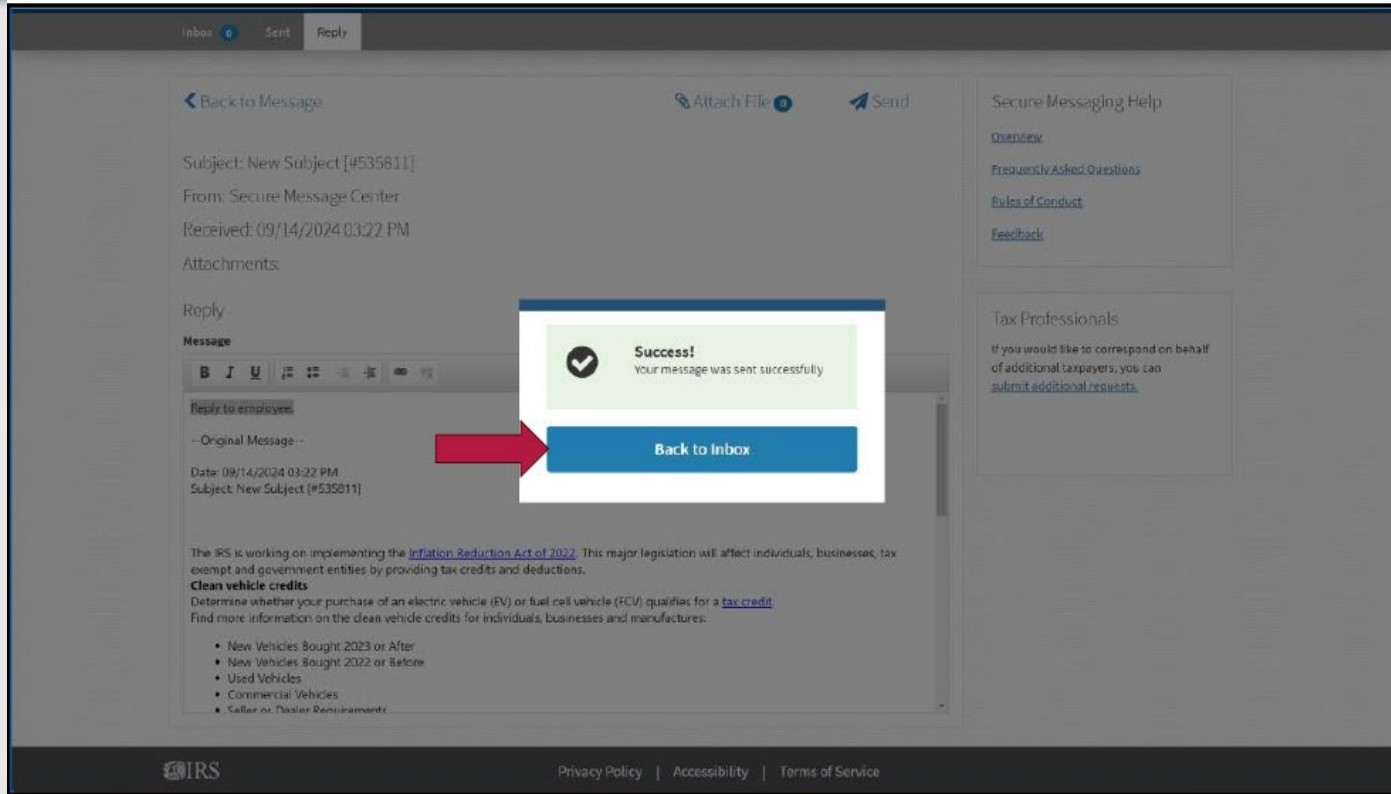 Inbox 0 Sent Reply
Back to Message
Attach File 0
Send
Subject: New Subject [#535811]
From: Secure Message Center
Received: 09/14/2024 03:22 PM
Attachments:
Reply
Message
B I U
Reply to employee.
--Original Message--
Date: 09/14/2024 03:22 PM
Subject: New Subject [#535811]
The IRS is working on implementing the Inflation Reduction Act of 2022. This major legislation will affect individuals, businesses, tax
exempt and government entities by providing tax credits and deductions.
Clean vehicle credits
Determine whether your purchase of an electric vehicle (EV) or fuel cell vehicle (FCV) qualifies for a tax credit.
Find more information on the clean vehicle credits for individuals, businesses and manufactures:
• New Vehicles Bought 2023 or After
• New Vehicles Bought 2022 or Before
• Used Vehicles
• Commercial Vehicles
• Seller or Dealer Requirements
Success!
Your message was sent successfully
Back to Inbox
Secure Messaging Help
Overview
Frequently Asked Questions
Rules of Conduct
Feedback
Tax Professionals
If you would like to correspond on behalf
of additional taxpayers, you can
submit additional requests.
IRS
Privacy Policy | Accessibility | Terms of Service